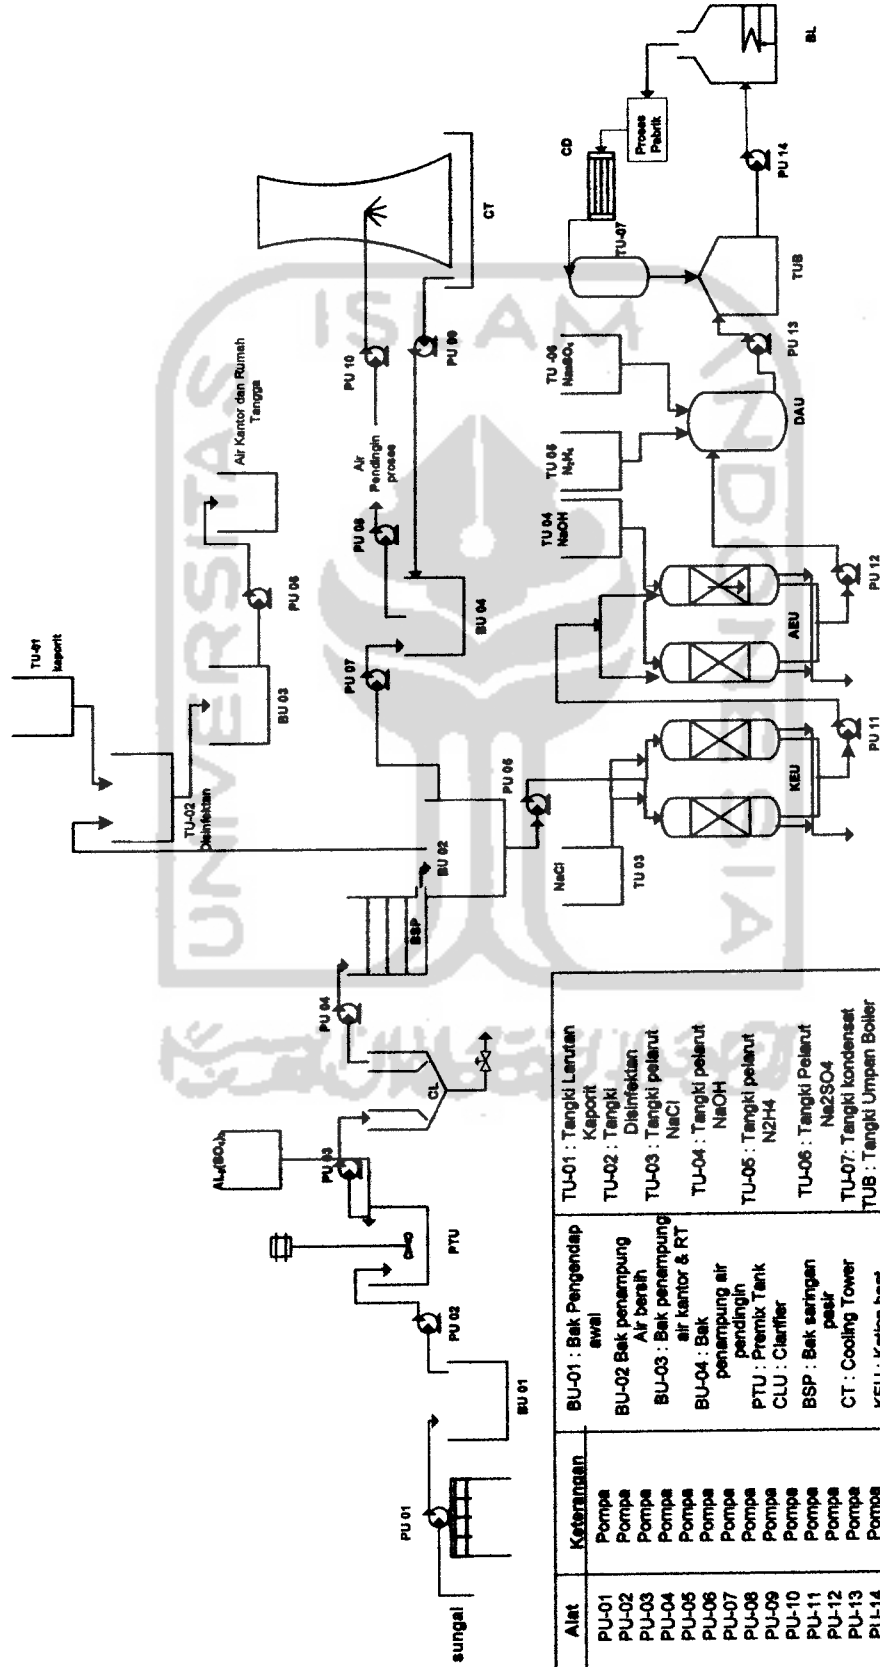 TU-01
kaporit
TU-02
Disinfektan
BU 03
PU 06
Air Kantor dan Rumah
Tangga
sungai
PU 01
BU 01
PU 02
PTU
PU 03
CL
PU 04
BSP
BU 02
PU 05
PU 07
BU 04
PU 08
Air
Pendingin
proses
PU 10
PU 09
CT
NaCl
TU 03
KEU
PU 11
AEU
PU 12
TU 04
NaOH
TU 05
N₂H₄
TU -06
DAU
PU 13
TUB
TU-07
CD
Proses
Pabrik
PU 14
BL
UNIVERSITAS
ISLAM
INDONESIA
Alat
Keterangan
PU-01 Pompa
PU-02 Pompa
PU-03 Pompa
PU-04 Pompa
PU-05 Pompa
PU-06 Pompa
PU-07 Pompa
PU-08 Pompa
PU-09 Pompa
PU-10 Pompa
PU-11 Pompa
PU-12 Pompa
PU-13 Pompa
PU-14 Pompa
BU-01 : Bak Pengendap
awal
BU-02 Bak penampung
Air bersih
BU-03 : Bak penampung
air kantor & RT
BU-04 : Bak
penampung air
pendingin
PTU : Premix Tank
CLU : Clarifier
BSP : Bak saringan
pasir
CT : Cooling Tower
TU-01 : Tangki Larutan
Kaporit
TU-02 : Tangki
Disinfektan
TU-03 : Tangki pelarut
NaCl
TU-04 : Tangki pelarut
NaOH
TU-05 : Tangki pelarut
N2H4
TU-06 : Tangki Pelarut
Na2SO4
TU-07: Tangki kondensat
TUB : Tangki Umpan Boiler